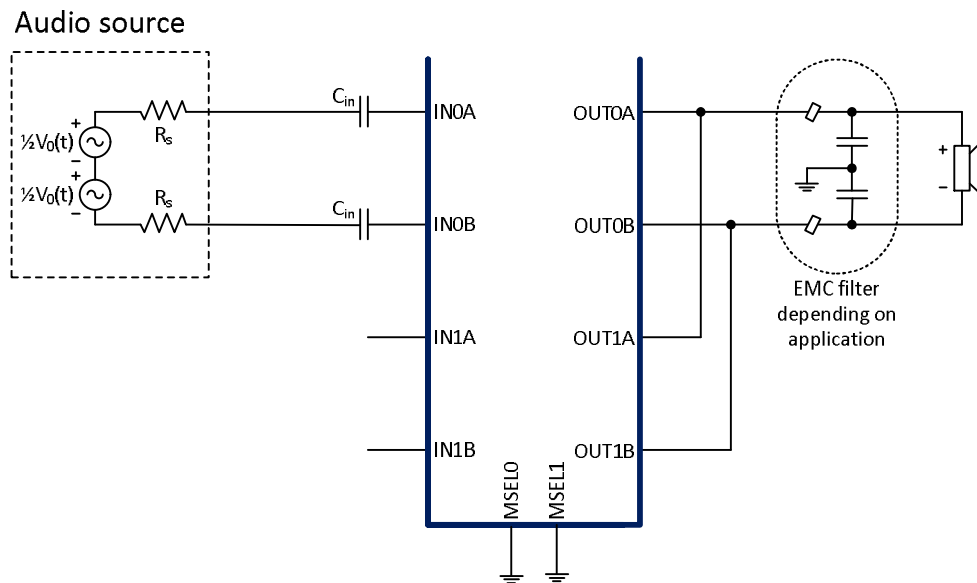 Audio source
+
½V₀(t)
−
+
½V₀(t)
−
Rₛ
Rₛ
Cᵢₙ
Cᵢₙ
IN0A
IN0B
IN1A
IN1B
MSEL0
MSEL1
OUT0A
OUT0B
OUT1A
OUT1B
+
−
EMC filter
depending on
application